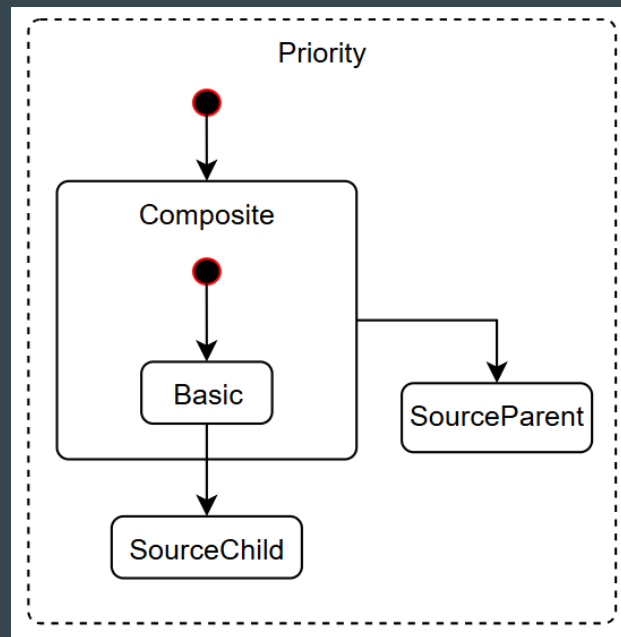 Priority
Composite
Basic
SourceParent
SourceChild